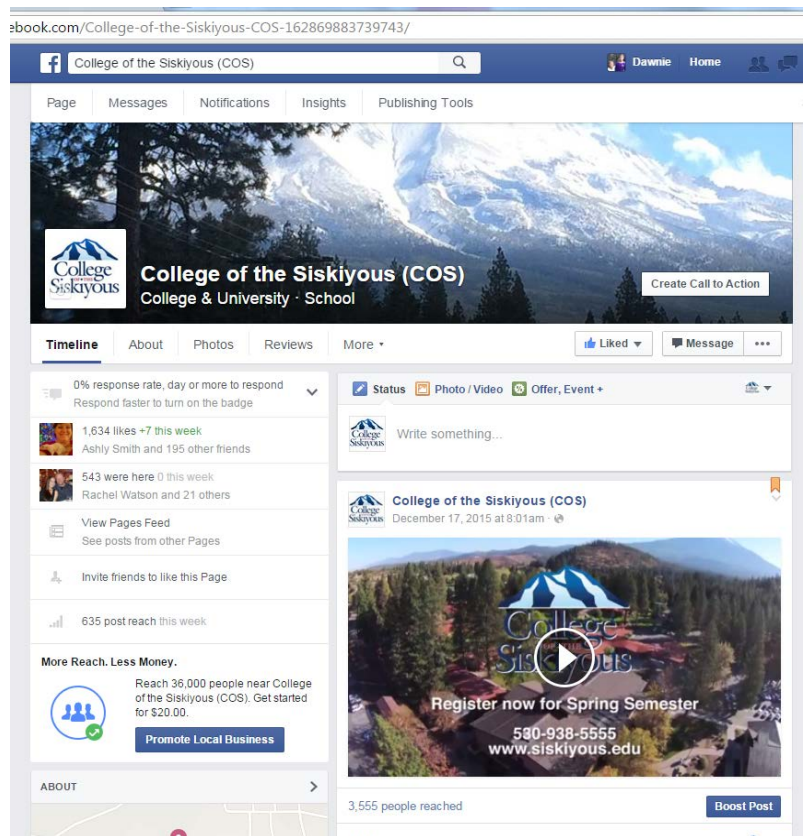 ebook.com/College-of-the-Siskiyous-COS-162869883739743/
f College of the Siskiyous (COS) Dawnie Home
Page Messages Notifications Insights Publishing Tools
College
Siskiyous
College of the Siskiyous (COS)
College & University · School
Create Call to Action
Timeline About Photos Reviews More
Liked Message
0% response rate, day or more to respond
Respond faster to turn on the badge
1,634 likes +7 this week
Ashly Smith and 195 other friends
543 were here 0 this week
Rachel Watson and 21 others
View Pages Feed
See posts from other Pages
Invite friends to like this Page
635 post reach this week
More Reach. Less Money.
Reach 36,000 people near College
of the Siskiyous (COS). Get started
for $20.00.
Promote Local Business
ABOUT
Status Photo / Video Offer, Event +
College
Siskiyous
Write something...
College
Siskiyous
College of the Siskiyous (COS)
December 17, 2015 at 8:01am ·
College
Siskiyous
Register now for Spring Semester
530-938-5555
www.siskiyous.edu
3,555 people reached
Boost Post